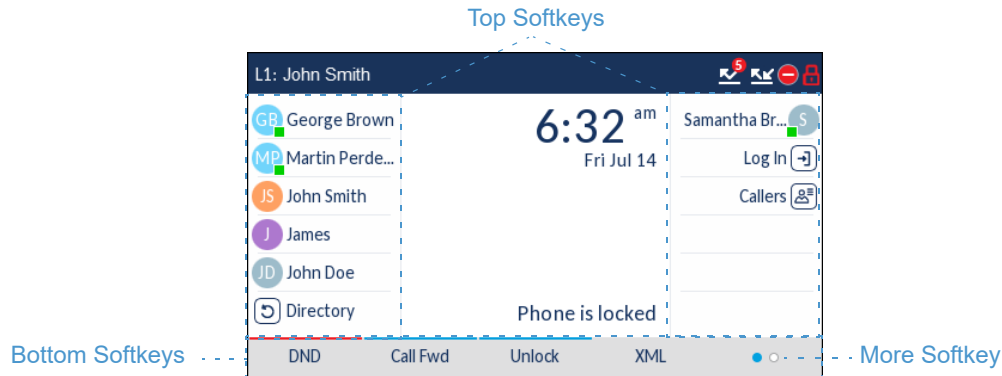 Top Softkeys
L1: John Smith
5
GB George Brown
MP Martin Perde...
JS John Smith
J James
JD John Doe
Directory
6:32 am
Fri Jul 14
Phone is locked
Samantha Br... S
Log In
Callers
Bottom Softkeys
DND Call Fwd Unlock XML
More Softkey